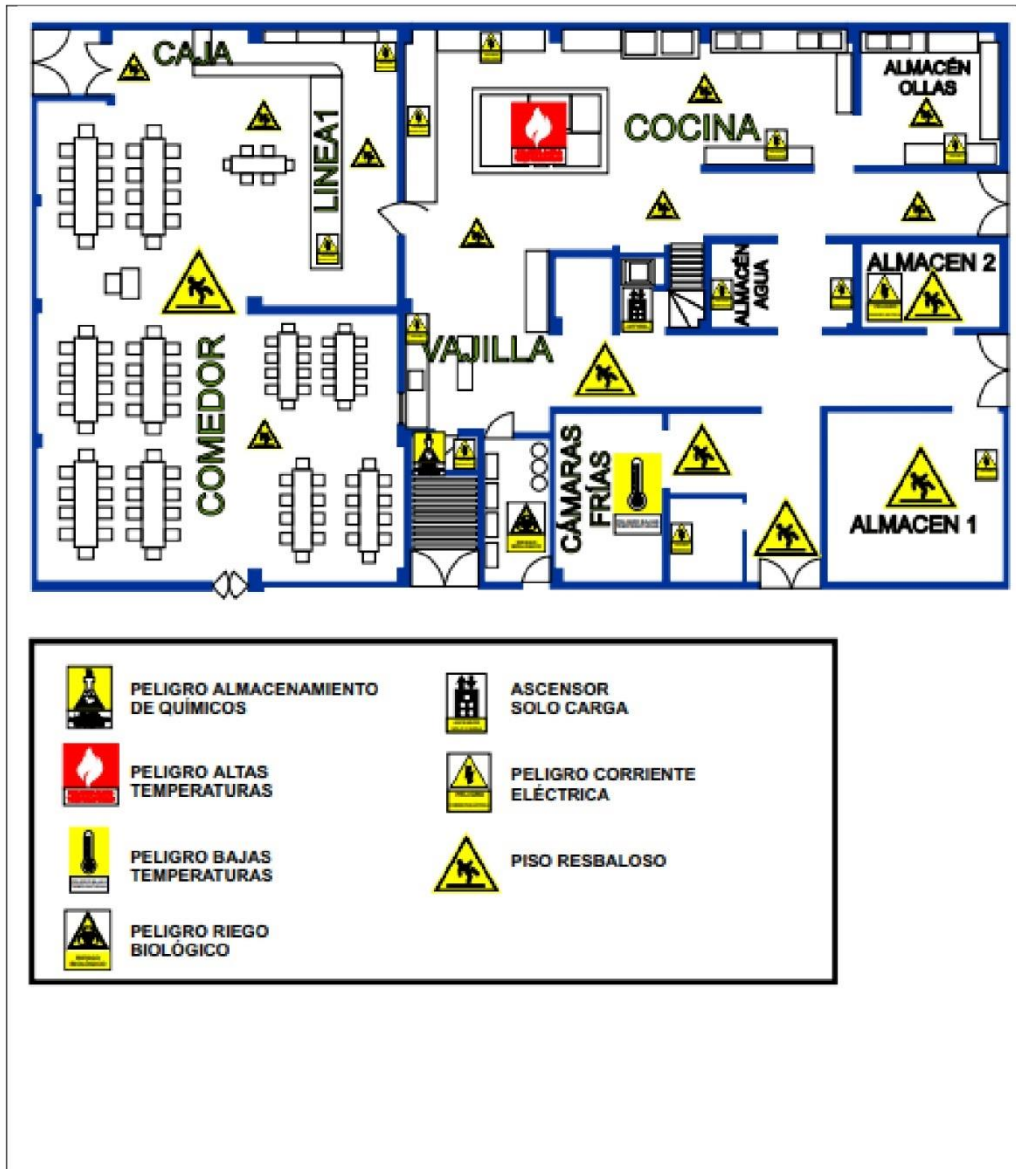 CAJA
LINEA1
COCINA
ALMACÉN
OLLAS
ALMACÉN
AGUA
ALMACEN 2
VAJILLA
COMEDOR
CÁMARAS
FRÍAS
ALMACEN 1
PELIGRO ALMACENAMIENTO
DE QUÍMICOS
PELIGRO ALTAS
TEMPERATURAS
PELIGRO BAJAS
TEMPERATURAS
PELIGRO RIEGO
BIOLÓGICO
ASCENSOR
SOLO CARGA
PELIGRO CORRIENTE
ELÉCTRICA
PISO RESBALOSO